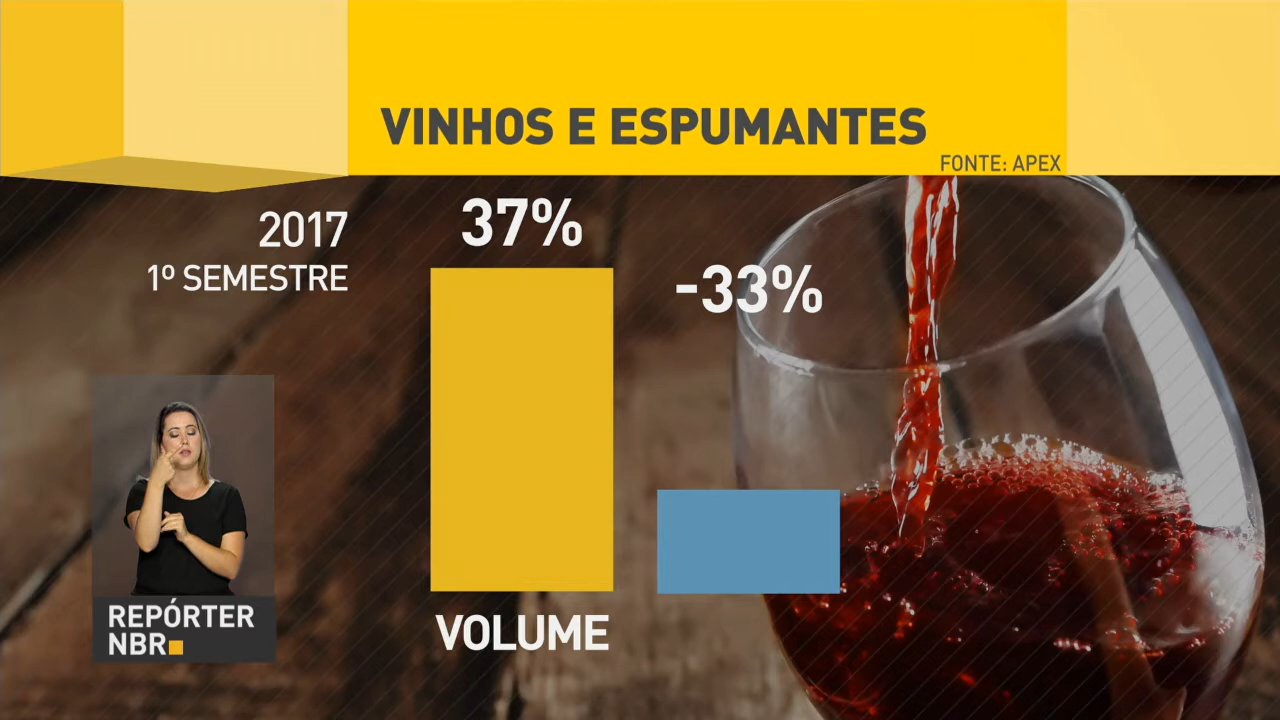 VINHOS E ESPUMANTES
FONTE: APEX
2017
1º SEMESTRE
37%
-33%
VOLUME
REPÓRTER
NBR